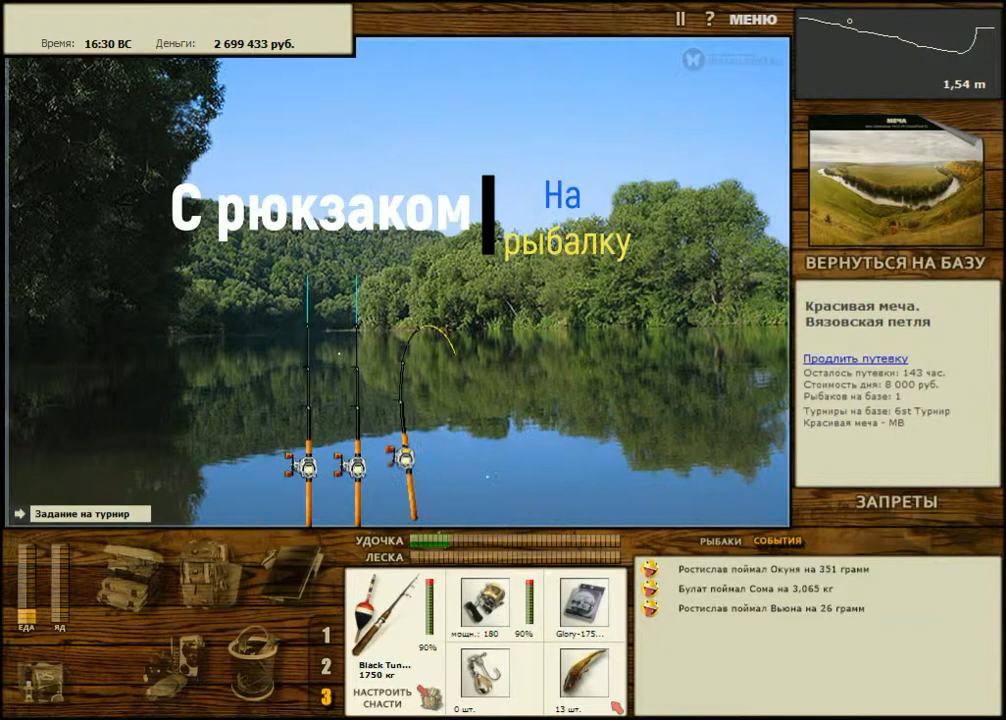 Время: 16:30 ВС Деньги: 2 699 433 руб.
? МЕНЮ
1,54 m
МЕЧА
С рюкзаком
На
рыбалку
ВЕРНУТЬСЯ НА БАЗУ
Красивая меча.
Вязовская петля
Продлить путевку
Осталось путевки: 143 час.
Стоимость дня: 8 000 руб.
Рыбаков на базе: 1
Турниры на базе: 6st Турнир
Красивая меча - МВ
ЗАПРЕТЫ
Задание на турнир
УДОЧКА
ЛЕСКА
РЫБАКИ СОБЫТИЯ
Ростислав поймал Окуня на 351 грамм
Булат поймал Сома на 3,065 кг
Ростислав поймал Вьюна на 26 грамм
ЕДА ЯД
1
2
3
90%
Black Tun...
1750 кг
НАСТРОИТЬ
СНАСТИ
мощн.: 180 90%
Glory-175...
0 шт.
13 шт.